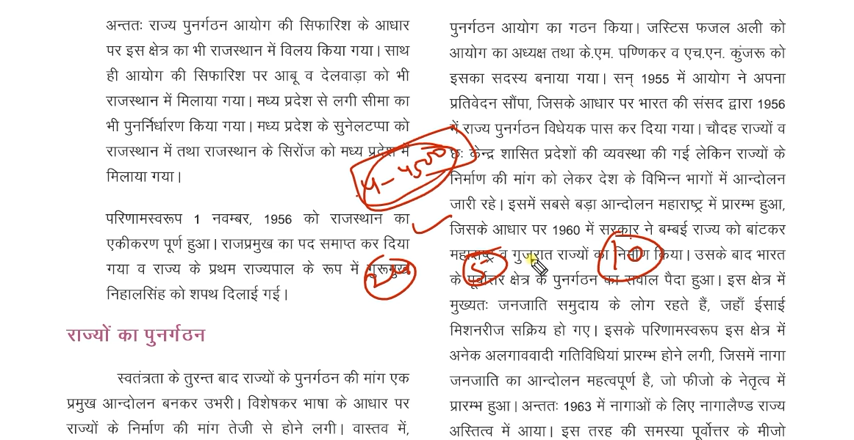 अन्ततः राज्य पुनर्गठन आयोग की सिफारिश के आधार
पर इस क्षेत्र का भी राजस्थान में विलय किया गया। साथ
ही आयोग की सिफारिश पर आबू व देलवाड़ा को भी
राजस्थान में मिलाया गया। मध्य प्रदेश से लगी सीमा का
भी पुनर्निर्धारण किया गया। मध्य प्रदेश के सुनेलटप्पा को
राजस्थान में तथा राजस्थान के सिरोंज को मध्य प्रदेश में
मिलाया गया।
परिणामस्वरूप 1 नवम्बर, 1956 को राजस्थान का
एकीकरण पूर्ण हुआ। राजप्रमुख का पद समाप्त कर दिया
गया व राज्य के प्रथम राज्यपाल के रूप में गुरूमुख
निहालसिंह को शपथ दिलाई गई।
राज्यों का पुनर्गठन
स्वतंत्रता के तुरन्त बाद राज्यों के पुनर्गठन की मांग एक
प्रमुख आन्दोलन बनकर उभरी। विशेषकर भाषा के आधार पर
राज्यों के निर्माण की मांग तेजी से होने लगी। वास्तव में,
पुनर्गठन आयोग का गठन किया। जस्टिस फजल अली को
आयोग का अध्यक्ष तथा के.एम. पण्णिकर व एच.एन. कुंजरू को
इसका सदस्य बनाया गया। सन् 1955 में आयोग ने अपना
प्रतिवेदन सौंपा, जिसके आधार पर भारत की संसद द्वारा 1956
में राज्य पुनर्गठन विधेयक पास कर दिया गया। चौदह राज्यों व
छः केन्द्र शासित प्रदेशों की व्यवस्था की गई लेकिन राज्यों के
निर्माण की मांग को लेकर देश के विभिन्न भागों में आन्दोलन
जारी रहे। इसमें सबसे बड़ा आन्दोलन महाराष्ट्र में प्रारम्भ हुआ,
जिसके आधार पर 1960 में सरकार ने बम्बई राज्य को बांटकर
महाराष्ट्र व गुजरात राज्यों का निर्माण किया। उसके बाद भारत
के पूर्वोत्तर क्षेत्र के पुनर्गठन का सवाल पैदा हुआ। इस क्षेत्र में
मुख्यतः जनजाति समुदाय के लोग रहते हैं, जहाँ ईसाई
मिशनरीज सक्रिय हो गए। इसके परिणामस्वरूप इस क्षेत्र में
अनेक अलगाववादी गतिविधियां प्रारम्भ होने लगी, जिसमें नागा
जनजाति का आन्दोलन महत्वपूर्ण है, जो फीजो के नेतृत्व में
प्रारम्भ हुआ। अन्ततः 1963 में नागाओं के लिए नागालैण्ड राज्य
अस्तित्व में आया। इस तरह की समस्या पूर्वोत्तर के मीजो
5
10